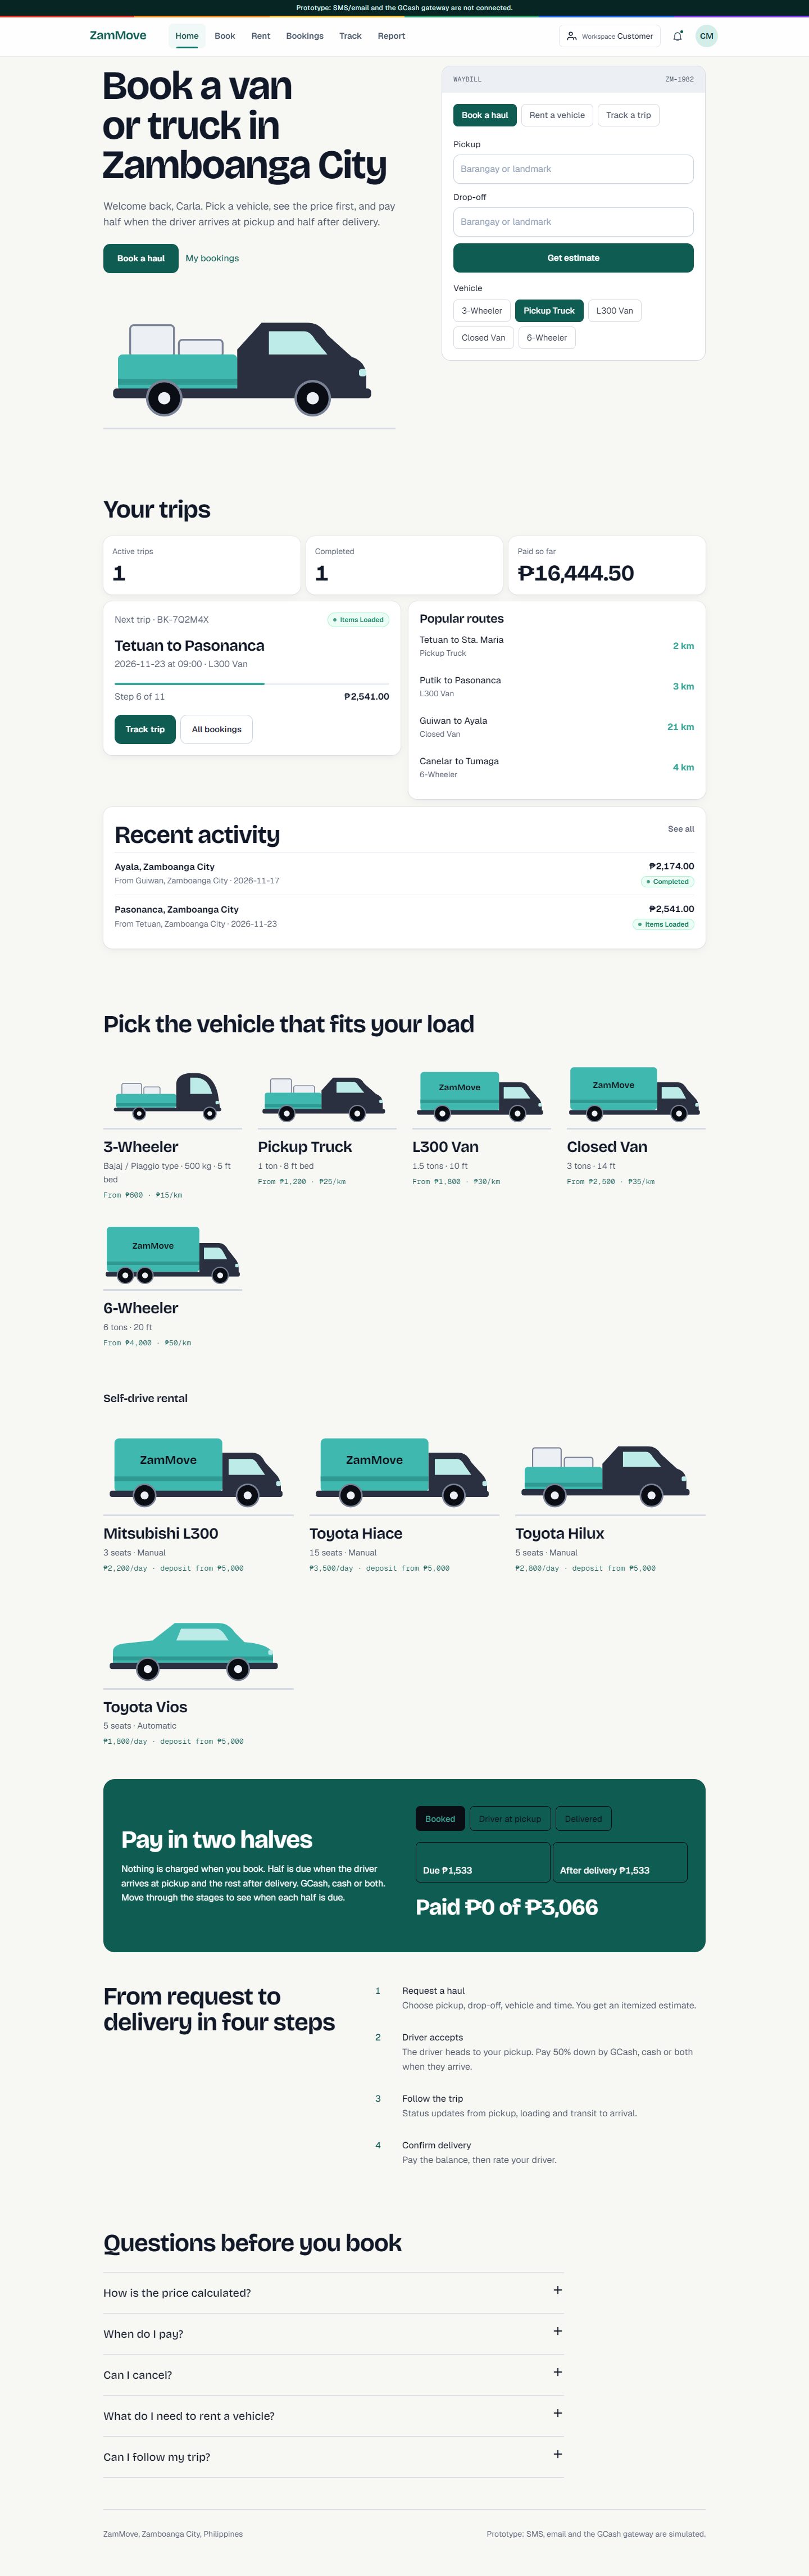 Prototype: SMS/email and the GCash gateway are not connected.
ZamMove
Home
Book
Rent
Bookings
Track
Report
Workspace Customer
CM
Book a van
or truck in
Zamboanga City
Welcome back, Carla. Pick a vehicle, see the price first, and pay
half when the driver arrives at pickup and half after delivery.
Book a haul
My bookings
WAYBILL
ZM-1982
Book a haul
Rent a vehicle
Track a trip
Pickup
Barangay or landmark
Drop-off
Barangay or landmark
Get estimate
Vehicle
3-Wheeler
Pickup Truck
L300 Van
Closed Van
6-Wheeler
Your trips
Active trips
1
Completed
1
Paid so far
₱16,444.50
Next trip · BK-7Q2M4X
Items Loaded
Tetuan to Pasonanca
2026-11-23 at 09:00 · L300 Van
Step 6 of 11
₱2,541.00
Track trip
All bookings
Popular routes
Tetuan to Sta. Maria
Pickup Truck
2 km
Putik to Pasonanca
L300 Van
3 km
Guiwan to Ayala
Closed Van
21 km
Canelar to Tumaga
6-Wheeler
4 km
Recent activity
See all
Ayala, Zamboanga City
From Guiwan, Zamboanga City · 2026-11-17
₱2,174.00
Completed
Pasonanca, Zamboanga City
From Tetuan, Zamboanga City · 2026-11-23
₱2,541.00
Items Loaded
Pick the vehicle that fits your load
3-Wheeler
Bajaj / Piaggio type · 500 kg · 5 ft
bed
From ₱600 · ₱15/km
Pickup Truck
1 ton · 8 ft bed
From ₱1,200 · ₱25/km
ZamMove
L300 Van
1.5 tons · 10 ft
From ₱1,800 · ₱30/km
ZamMove
Closed Van
3 tons · 14 ft
From ₱2,500 · ₱35/km
ZamMove
6-Wheeler
6 tons · 20 ft
From ₱4,000 · ₱50/km
Self-drive rental
ZamMove
Mitsubishi L300
3 seats · Manual
₱2,200/day · deposit from ₱5,000
ZamMove
Toyota Hiace
15 seats · Manual
₱3,500/day · deposit from ₱5,000
Toyota Hilux
5 seats · Manual
₱2,800/day · deposit from ₱5,000
Toyota Vios
5 seats · Automatic
₱1,800/day · deposit from ₱5,000
Pay in two halves
Nothing is charged when you book. Half is due when the driver
arrives at pickup and the rest after delivery. GCash, cash or both.
Move through the stages to see when each half is due.
Booked
Driver at pickup
Delivered
Due ₱1,533
After delivery ₱1,533
Paid ₱0 of ₱3,066
From request to
delivery in four steps
1
Request a haul
Choose pickup, drop-off, vehicle and time. You get an itemized estimate.
2
Driver accepts
The driver heads to your pickup. Pay 50% down by GCash, cash or both
when they arrive.
3
Follow the trip
Status updates from pickup, loading and transit to arrival.
4
Confirm delivery
Pay the balance, then rate your driver.
Questions before you book
How is the price calculated?
When do I pay?
Can I cancel?
What do I need to rent a vehicle?
Can I follow my trip?
ZamMove, Zamboanga City, Philippines
Prototype: SMS, email and the GCash gateway are simulated.